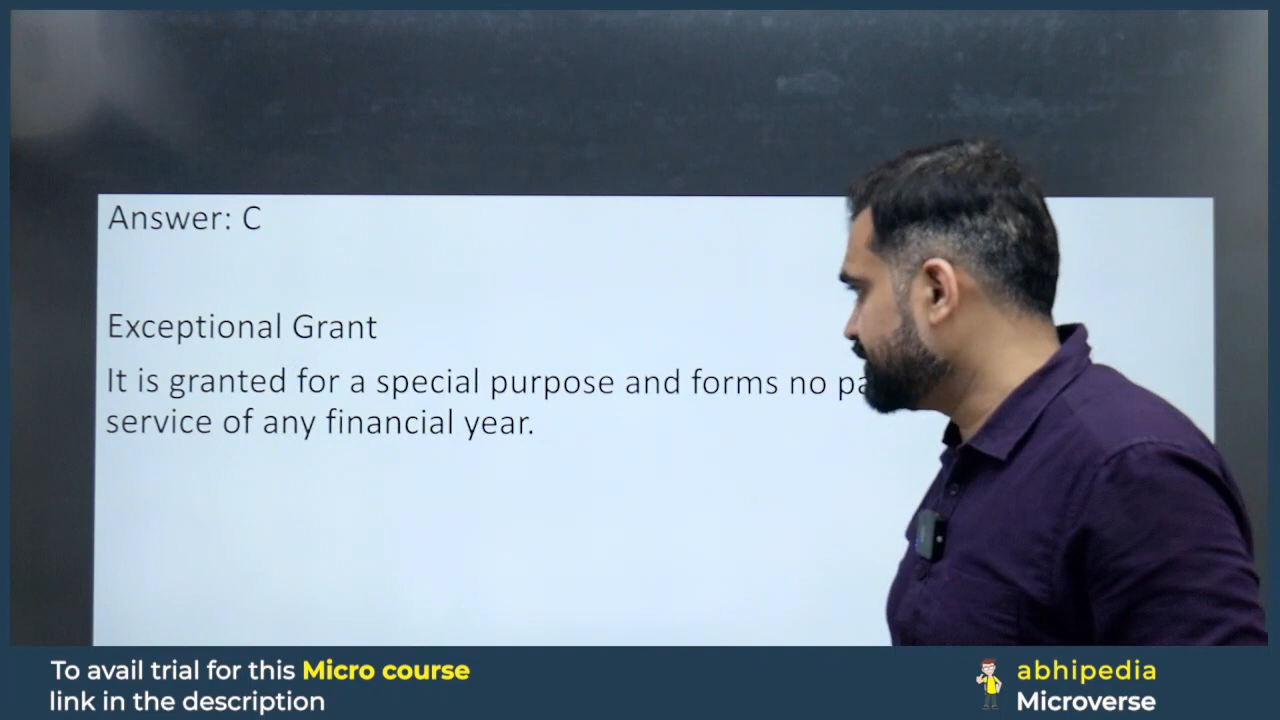 Answer: C
Exceptional Grant
It is granted for a special purpose and forms no
service of any financial year.
To avail trial for this Micro course
link in the description
abhipedia
Microverse